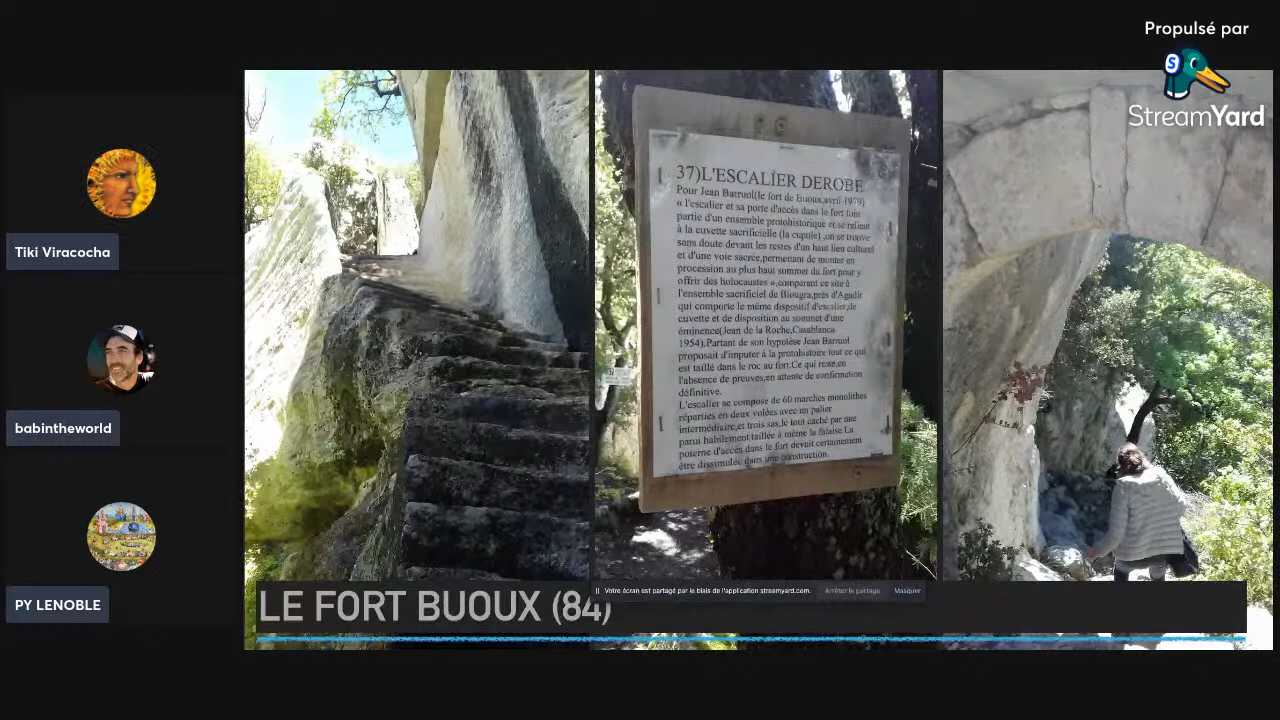 Propulsé par
StreamYard
Tiki Viracocha
babintheworld
PY LENOBLE
37)L'ESCALIER DEROBE
Pour Jean Barruol(le fort de Buoux,avril 1979)
« l'escalier et sa porte d'accès dans le fort font
partie d'un ensemble protohistorique et se relient
à la cuvette sacrificielle (la cupule) ,on se trouve
sans doute devant les restes d'un haut lieu culturel
et d'une voie sacrée,permettant de monter en
procession au plus haut sommet du fort pour y
offrir des holocaustes »,comparant ce site à
l'ensemble sacrificiel de Illougra,près d'Agadir
qui comporte le même dispositif d'escalier,de
cuvette et de disposition au sommet d'une
éminence(Jean de la Roche,Casablanca
1954).Partant de son hypotèse Jean Barruol
proposait d'imputer à la protohistoire tout ce qui
est taillé dans le roc au fort.Ce qui reste,en
l'absence de preuves,en attente de confirmation
définitive.
L'escalier se compose de 60 marches monolithes
réparties en deux volées avec un palier
intermédiaire,et trois sas,le tout caché par une
paroi habilement taillée à même la falaise.La
poterne d'accès dans le fort devait certainement
être dissimulée dans une construction.
Votre écran est partagé par le biais de l'application streamyard.com.
Arrêter le partage
Masquer
LE FORT BUOUX (84)